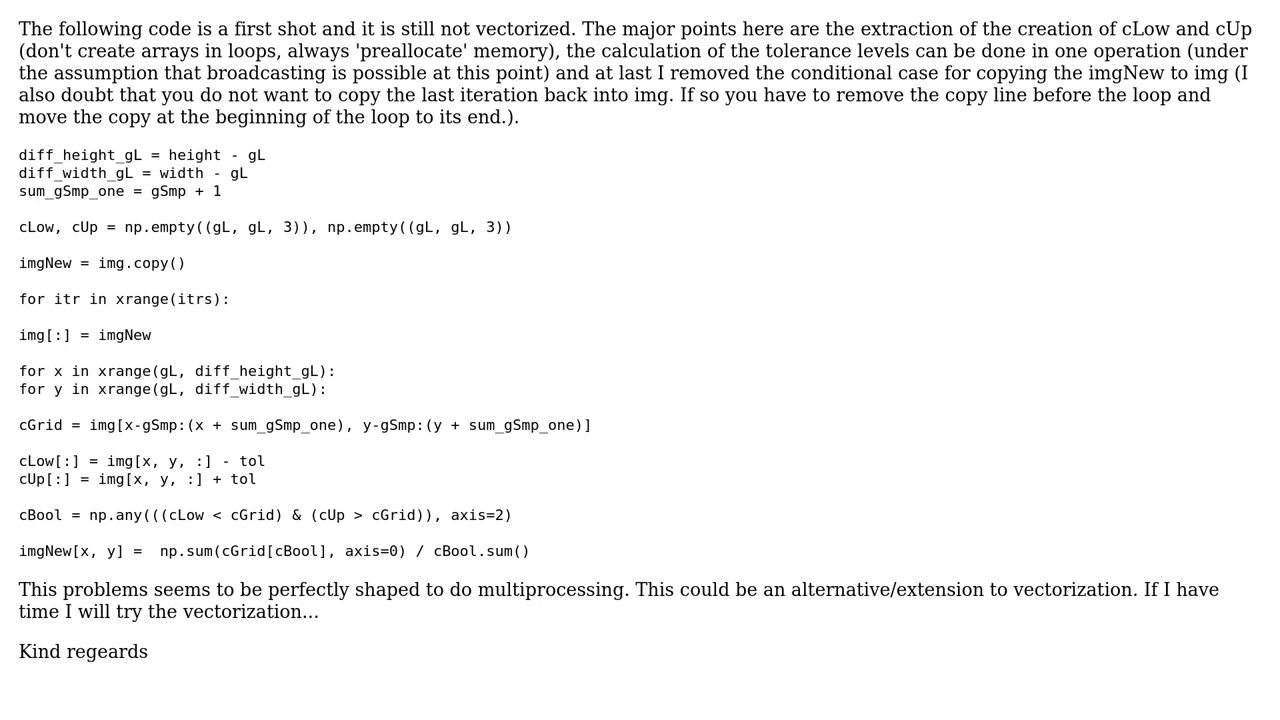 The following code is a first shot and it is still not vectorized. The major points here are the extraction of the creation of cLow and cUp
(don't create arrays in loops, always 'preallocate' memory), the calculation of the tolerance levels can be done in one operation (under
the assumption that broadcasting is possible at this point) and at last I removed the conditional case for copying the imgNew to img (I
also doubt that you do not want to copy the last iteration back into img. If so you have to remove the copy line before the loop and
move the copy at the beginning of the loop to its end.).
diff_height_gL = height - gL
diff_width_gL = width - gL
sum_gSmp_one = gSmp + 1
cLow, cUp = np.empty((gL, gL, 3)), np.empty((gL, gL, 3))
imgNew = img.copy()
for itr in xrange(itrs):
img[:] = imgNew
for x in xrange(gL, diff_height_gL):
for y in xrange(gL, diff_width_gL):
cGrid = img[x-gSmp:(x + sum_gSmp_one), y-gSmp:(y + sum_gSmp_one)]
cLow[:] = img[x, y, :] - tol
cUp[:] = img[x, y, :] + tol
cBool = np.any(((cLow < cGrid) & (cUp > cGrid)), axis=2)
imgNew[x, y] =  np.sum(cGrid[cBool], axis=0) / cBool.sum()
This problems seems to be perfectly shaped to do multiprocessing. This could be an alternative/extension to vectorization. If I have
time I will try the vectorization...
Kind regeards